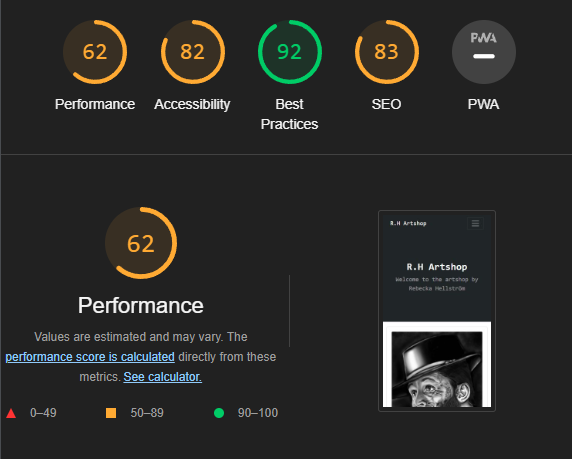 62
82
92
83
PWA
Performance
Accessibility
Best
Practices
SEO
PWA
62
Performance
Values are estimated and may vary. The
performance score is calculated directly from these
metrics. See calculator.
0–49
50–89
90–100
R.H Artshop
R.H Artshop
Welcome to the artshop by
Rebecka Hellström